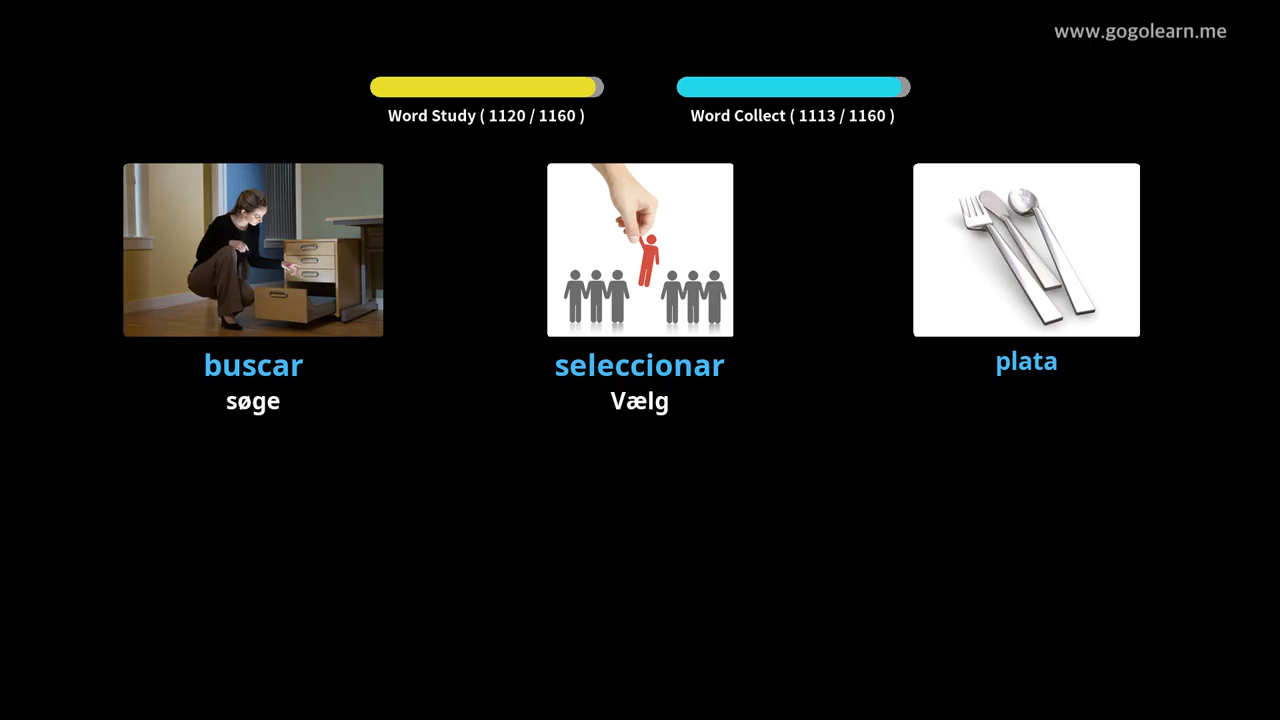 www.gogolearn.me
Word Study ( 1120 / 1160 )
Word Collect ( 1113 / 1160 )
buscar
søge
seleccionar
Vælg
plata